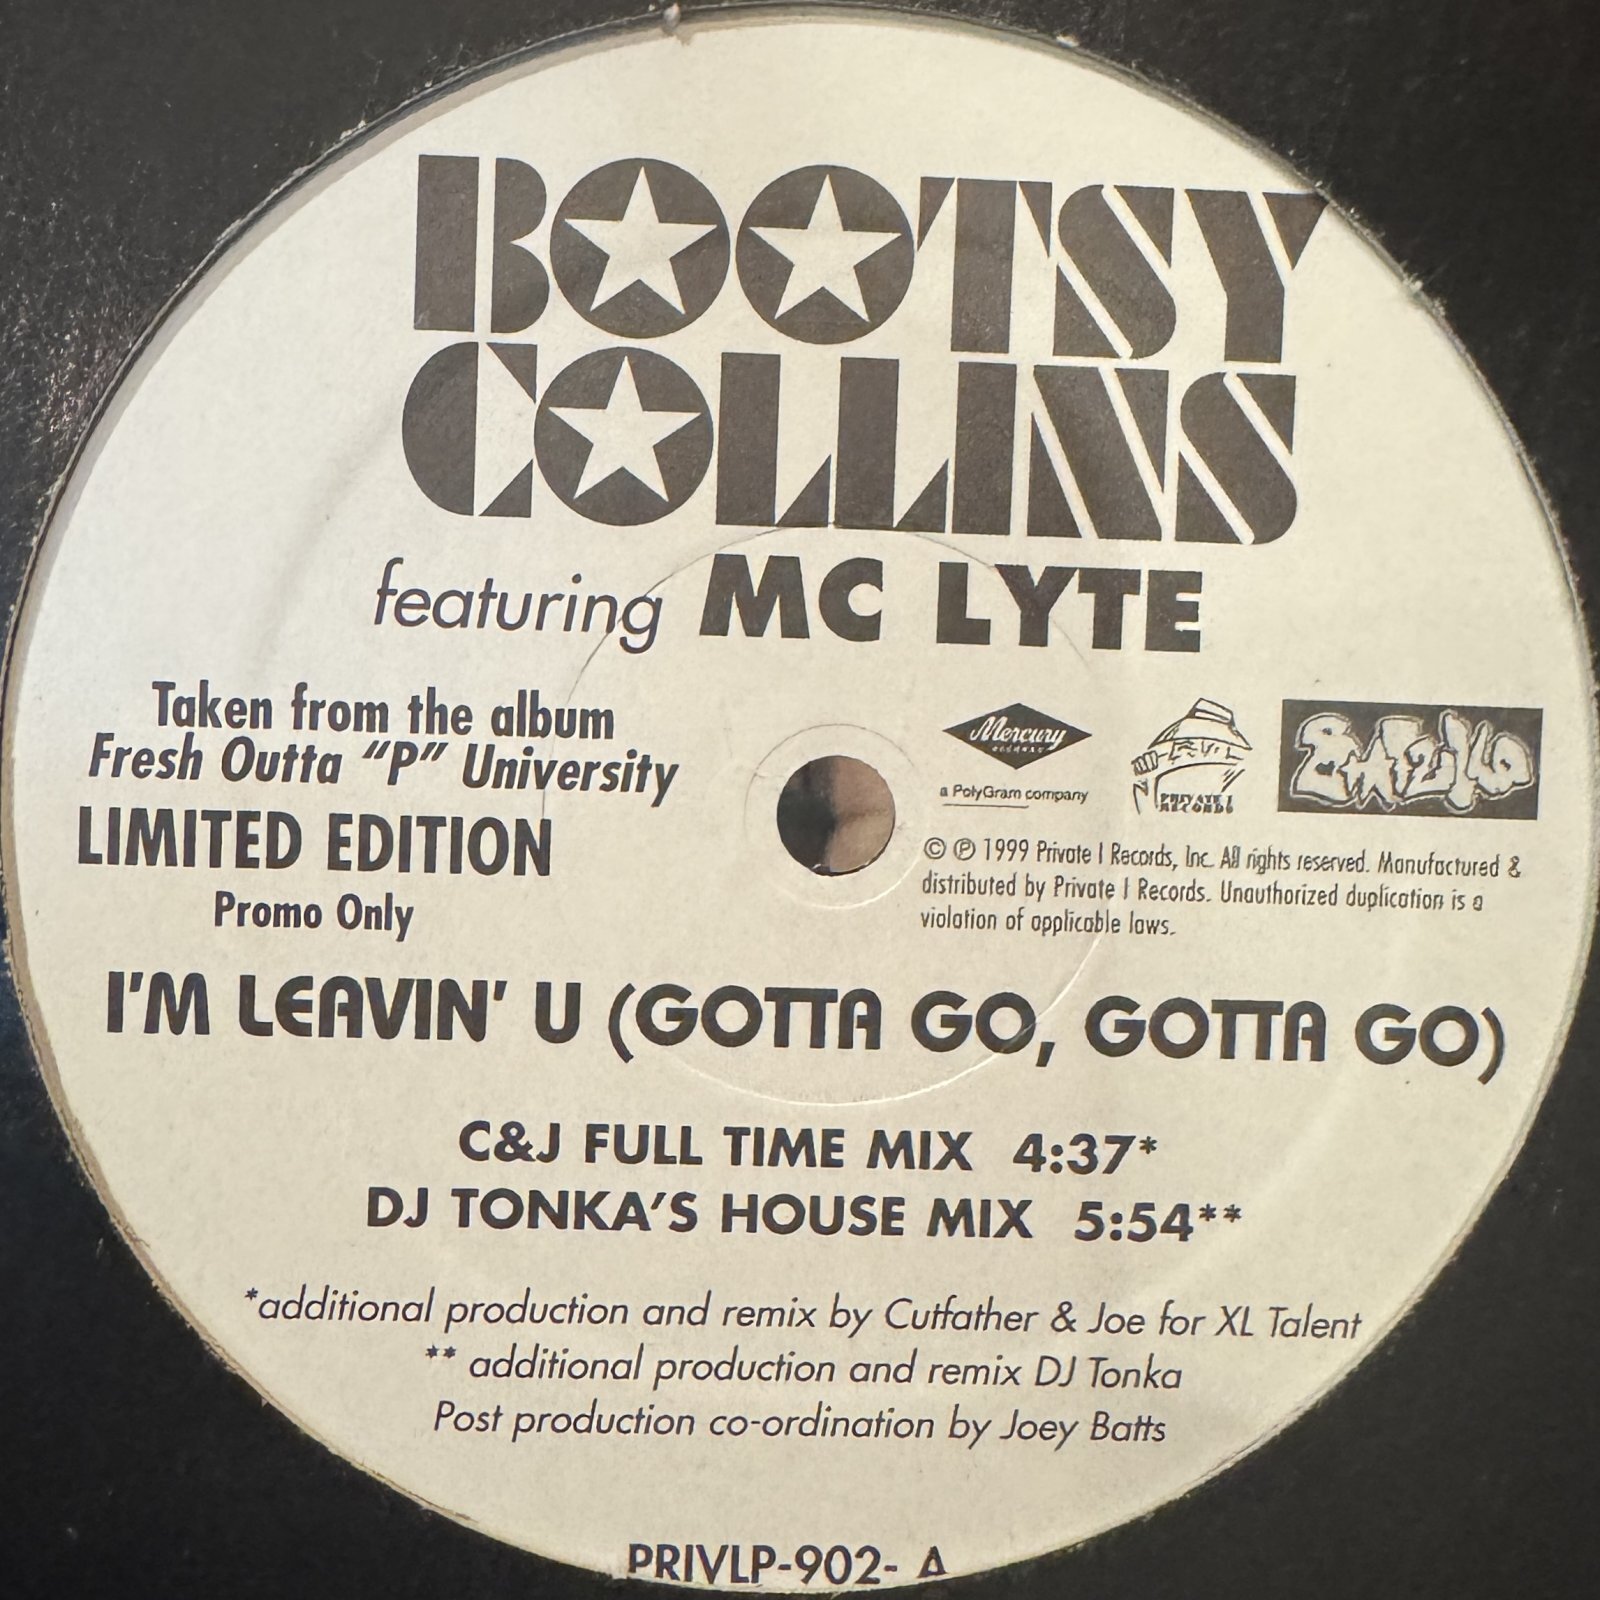 BOOTSY
COLLINS
featuring MC LYTE
Taken from the album
Fresh Outta "P" University
LIMITED EDITION
Promo Only
Mercury
RECORDS
a PolyGram company
PRIVATE I
RECORDS
© ℗ 1999 Private I Records, Inc. All rights reserved. Manufactured &
distributed by Private I Records. Unauthorized duplication is a
violation of applicable laws.
I'M LEAVIN' U (GOTTA GO, GOTTA GO)
C&J FULL TIME MIX 4:37*
DJ TONKA'S HOUSE MIX 5:54**
*additional production and remix by Cutfather & Joe for XL Talent
** additional production and remix DJ Tonka
Post production co-ordination by Joey Batts
PRIVLP-902- A